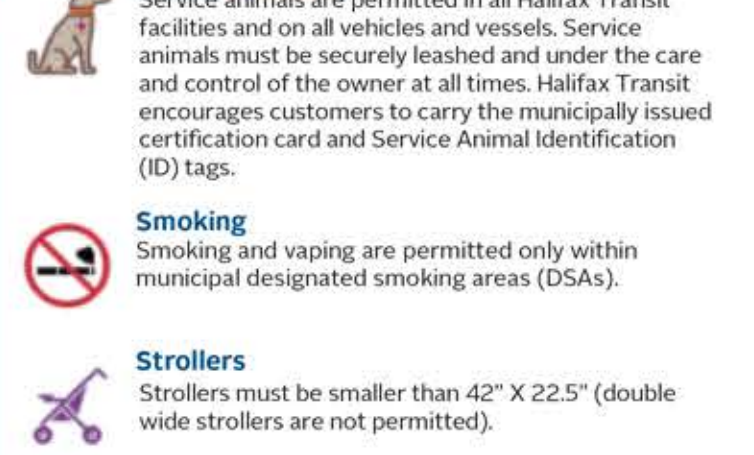 Service animals are permitted in all Halifax Transit
facilities and on all vehicles and vessels. Service
animals must be securely leashed and under the care
and control of the owner at all times. Halifax Transit
encourages customers to carry the municipally issued
certification card and Service Animal Identification
(ID) tags.
Smoking
Smoking and vaping are permitted only within
municipal designated smoking areas (DSAs).
Strollers
Strollers must be smaller than 42" X 22.5" (double
wide strollers are not permitted).